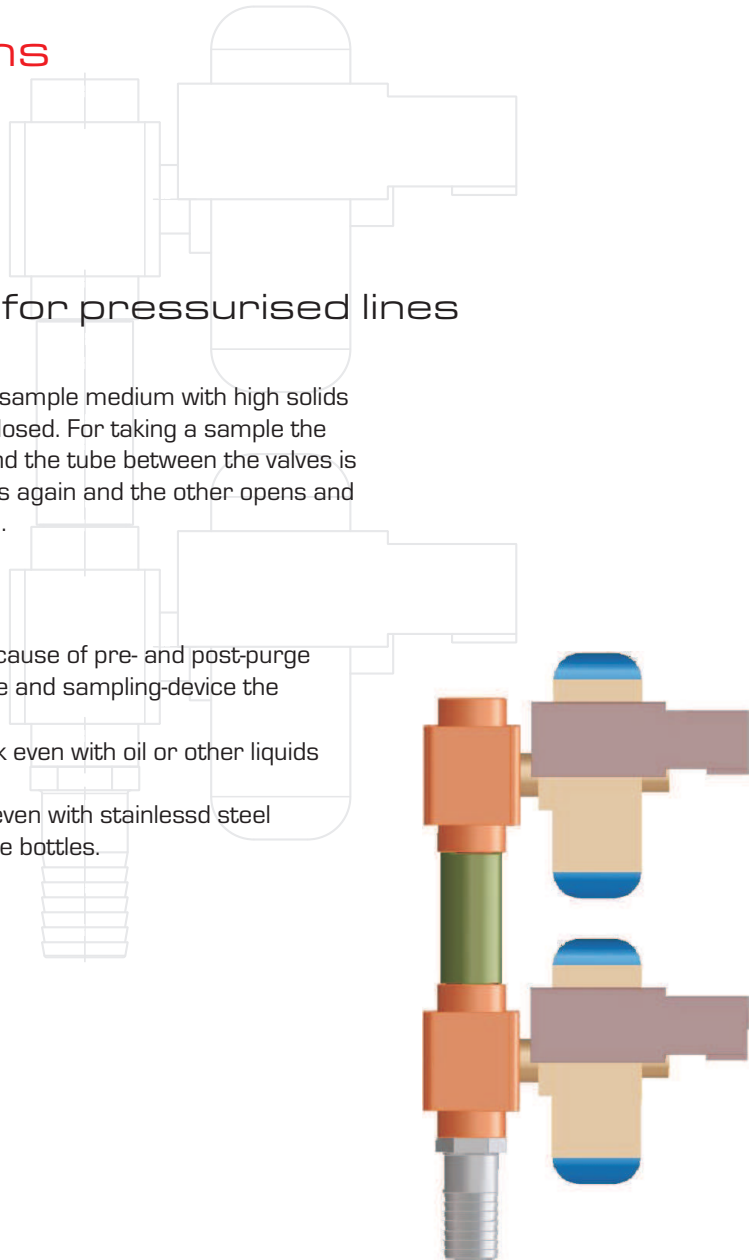 ns
for pressurised lines
sample medium with high solids
losed. For taking a sample the
nd the tube between the valves is
s again and the other opens and
.
cause of pre- and post-purge
e and sampling-device the
k even with oil or other liquids
even with stainlessd steel
e bottles.